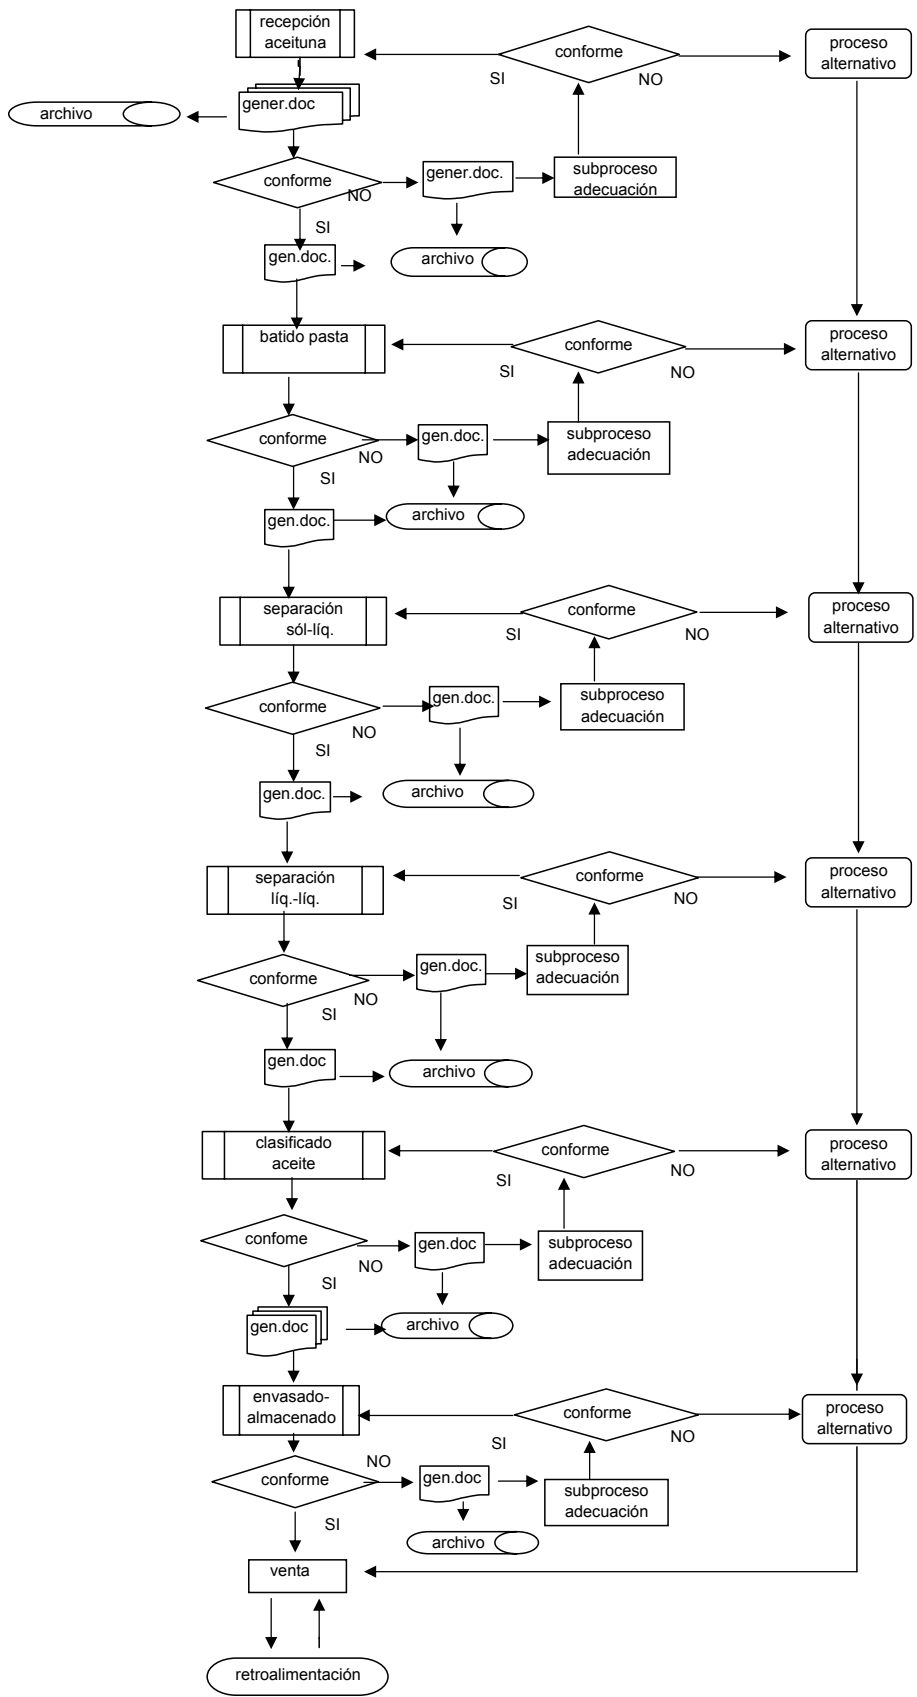 recepción
aceituna
conforme
SI
NO
proceso
alternativo
archivo
gener.doc
conforme
NO
SI
gener.doc.
subproceso
adecuación
gen.doc.
archivo
batido pasta
conforme
SI
NO
proceso
alternativo
conforme
NO
SI
gen.doc.
subproceso
adecuación
gen.doc.
archivo
separación
sól-líq.
conforme
SI
NO
proceso
alternativo
conforme
NO
SI
gen.doc.
subproceso
adecuación
gen.doc.
archivo
separación
líq.-líq.
conforme
SI
NO
proceso
alternativo
conforme
NO
SI
gen.doc.
subproceso
adecuación
gen.doc
archivo
clasificado
aceite
conforme
SI
NO
proceso
alternativo
confome
NO
SI
gen.doc
subproceso
adecuación
gen.doc
archivo
envasado-
almacenado
conforme
SI
NO
proceso
alternativo
conforme
NO
SI
gen.doc
subproceso
adecuación
archivo
venta
retroalimentación